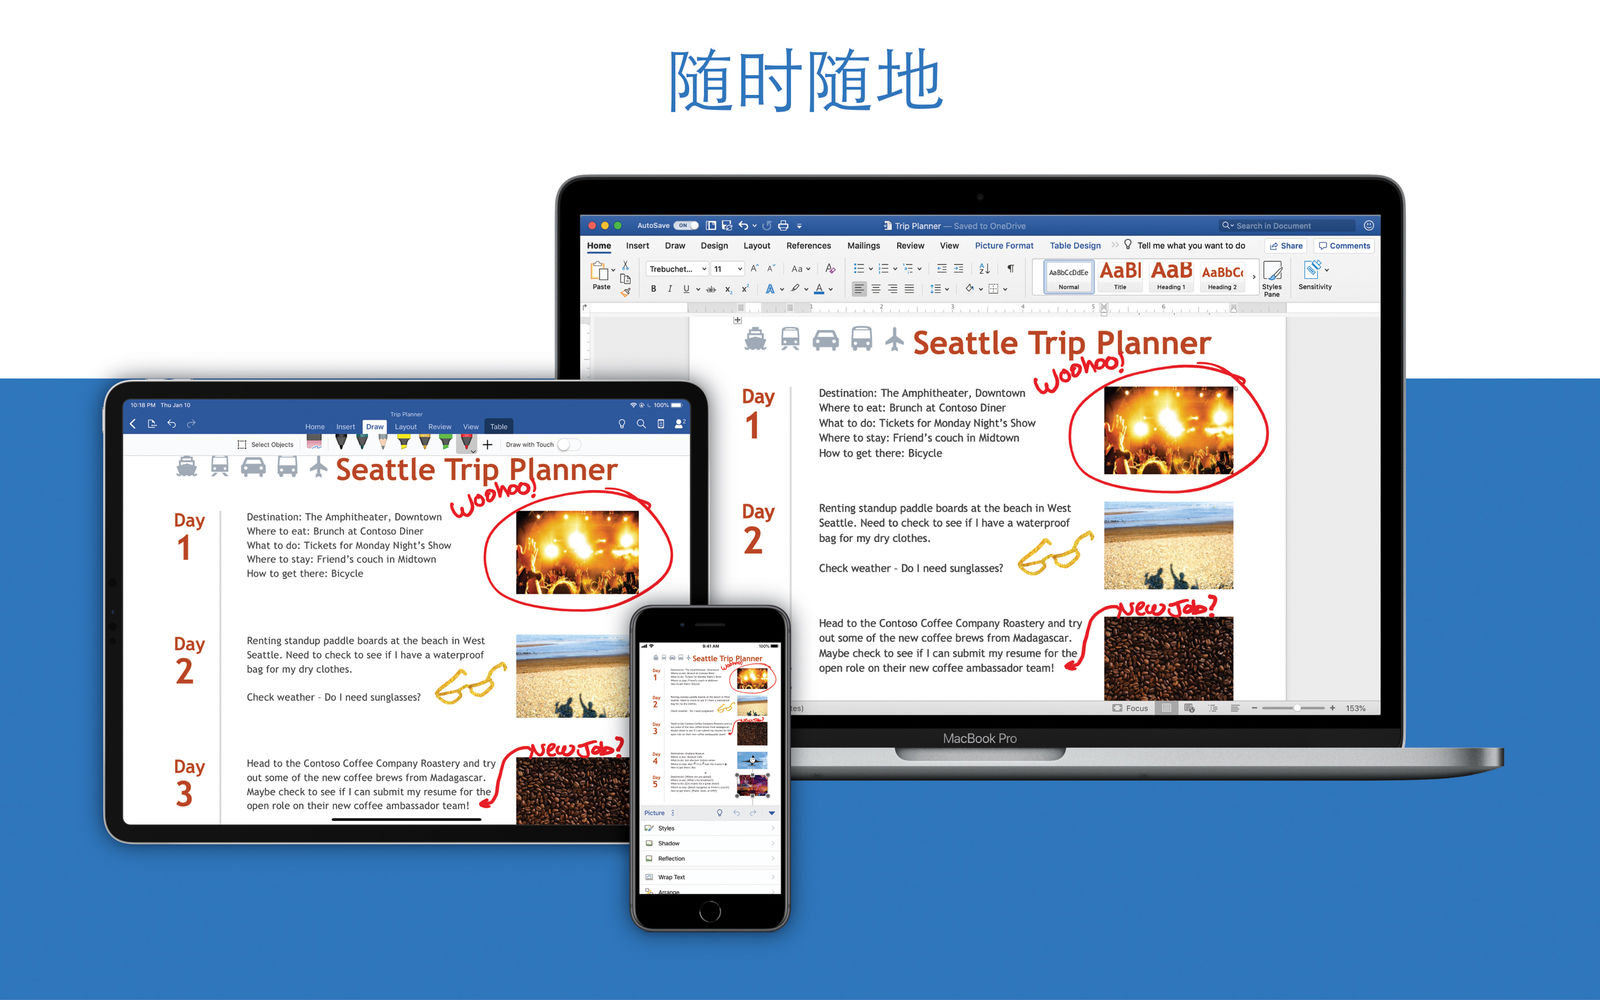 随时随地
AutoSave ON
Trip Planner — Saved to OneDrive
Search in Document
Home Insert Draw Design Layout References Mailings Review View Picture Format Table Design Tell me what you want to do Share Comments
Paste
Trebuchet... 11
B I U
AaBbCcDdEe AaBl AaB AaBbCc
Normal Title Heading 1 Heading 2
Styles Pane
Sensitivity
Seattle Trip Planner
Woohoo!
Day 1
Destination: The Amphitheater, Downtown
Where to eat: Brunch at Contoso Diner
What to do: Tickets for Monday Night's Show
Where to stay: Friend's couch in Midtown
How to get there: Bicycle
Day 2
Renting standup paddle boards at the beach in West
Seattle. Need to check to see if I have a waterproof
bag for my dry clothes.
Check weather - Do I need sunglasses?
New Job?
Head to the Contoso Coffee Company Roastery and try
out some of the new coffee brews from Madagascar.
Maybe check to see if I can submit my resume for the
open role on their new coffee ambassador team!
Focus
153%
MacBook Pro
10:18 PM Thu Jan 10
100%
Trip Planner
Home Insert Draw Layout Review View Table
Select Objects
Draw with Touch
Seattle Trip Planner
Woohoo!
Day 1
Destination: The Amphitheater, Downtown
Where to eat: Brunch at Contoso Diner
What to do: Tickets for Monday Night's Show
Where to stay: Friend's couch in Midtown
How to get there: Bicycle
Day 2
Renting standup paddle boards at the beach in West
Seattle. Need to check to see if I have a waterproof
bag for my dry clothes.
Check weather - Do I need sunglasses?
New Job?
Day 3
Head to the Contoso Coffee Company Roastery and try
out some of the new coffee brews from Madagascar.
Maybe check to see if I can submit my resume for the
open role on their new coffee ambassador team!
9:41 AM
100%
Seattle Trip Planner
Woohoo!
Day 1
Day 2
Day 3
Day 4
Day 5
Picture
Styles
Shadow
Reflection
Wrap Text
Arrange